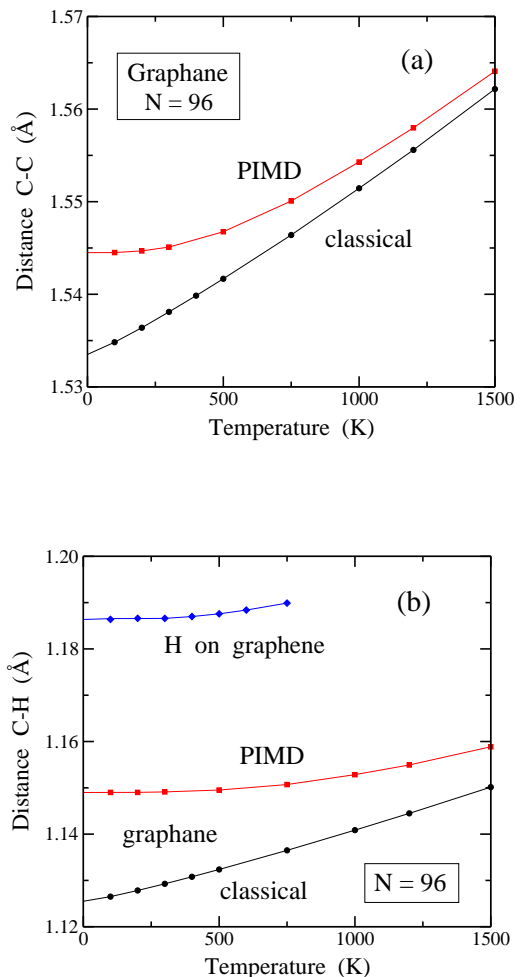 1.57
(a)
Graphane
N = 96
1.56
PIMD
1.55
classical
1.54
1.53
0
500
1000
1500
Distance C-C (Å)
Temperature (K)
1.20
(b)
1.18
H on graphene
1.16
PIMD
1.14
graphane
classical
N = 96
1.12
0
500
1000
1500
Distance C-H (Å)
Temperature (K)